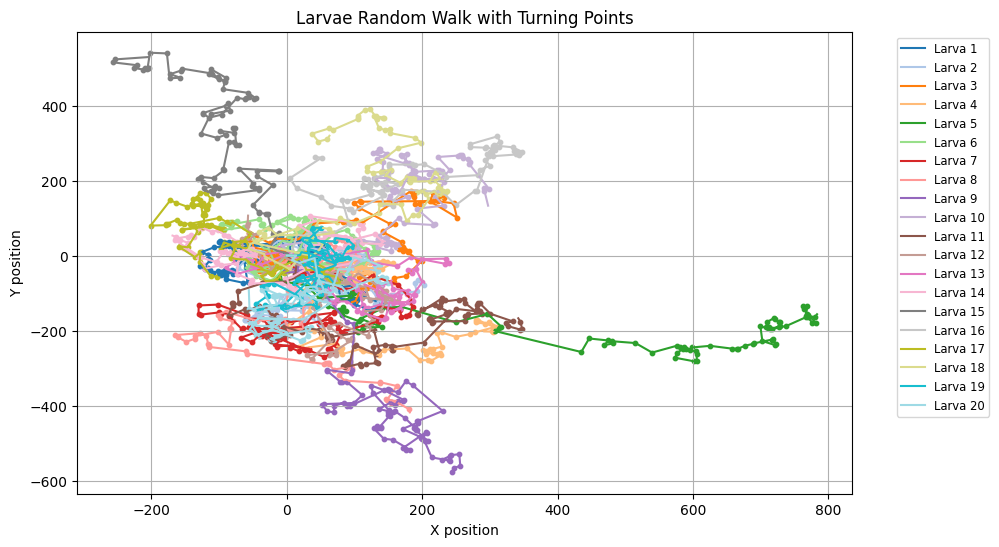 Larvae Random Walk with Turning Points
Y position
400
200
0
−200
−400
−600
−200
0
200
400
600
800
X position
Larva 1
Larva 2
Larva 3
Larva 4
Larva 5
Larva 6
Larva 7
Larva 8
Larva 9
Larva 10
Larva 11
Larva 12
Larva 13
Larva 14
Larva 15
Larva 16
Larva 17
Larva 18
Larva 19
Larva 20